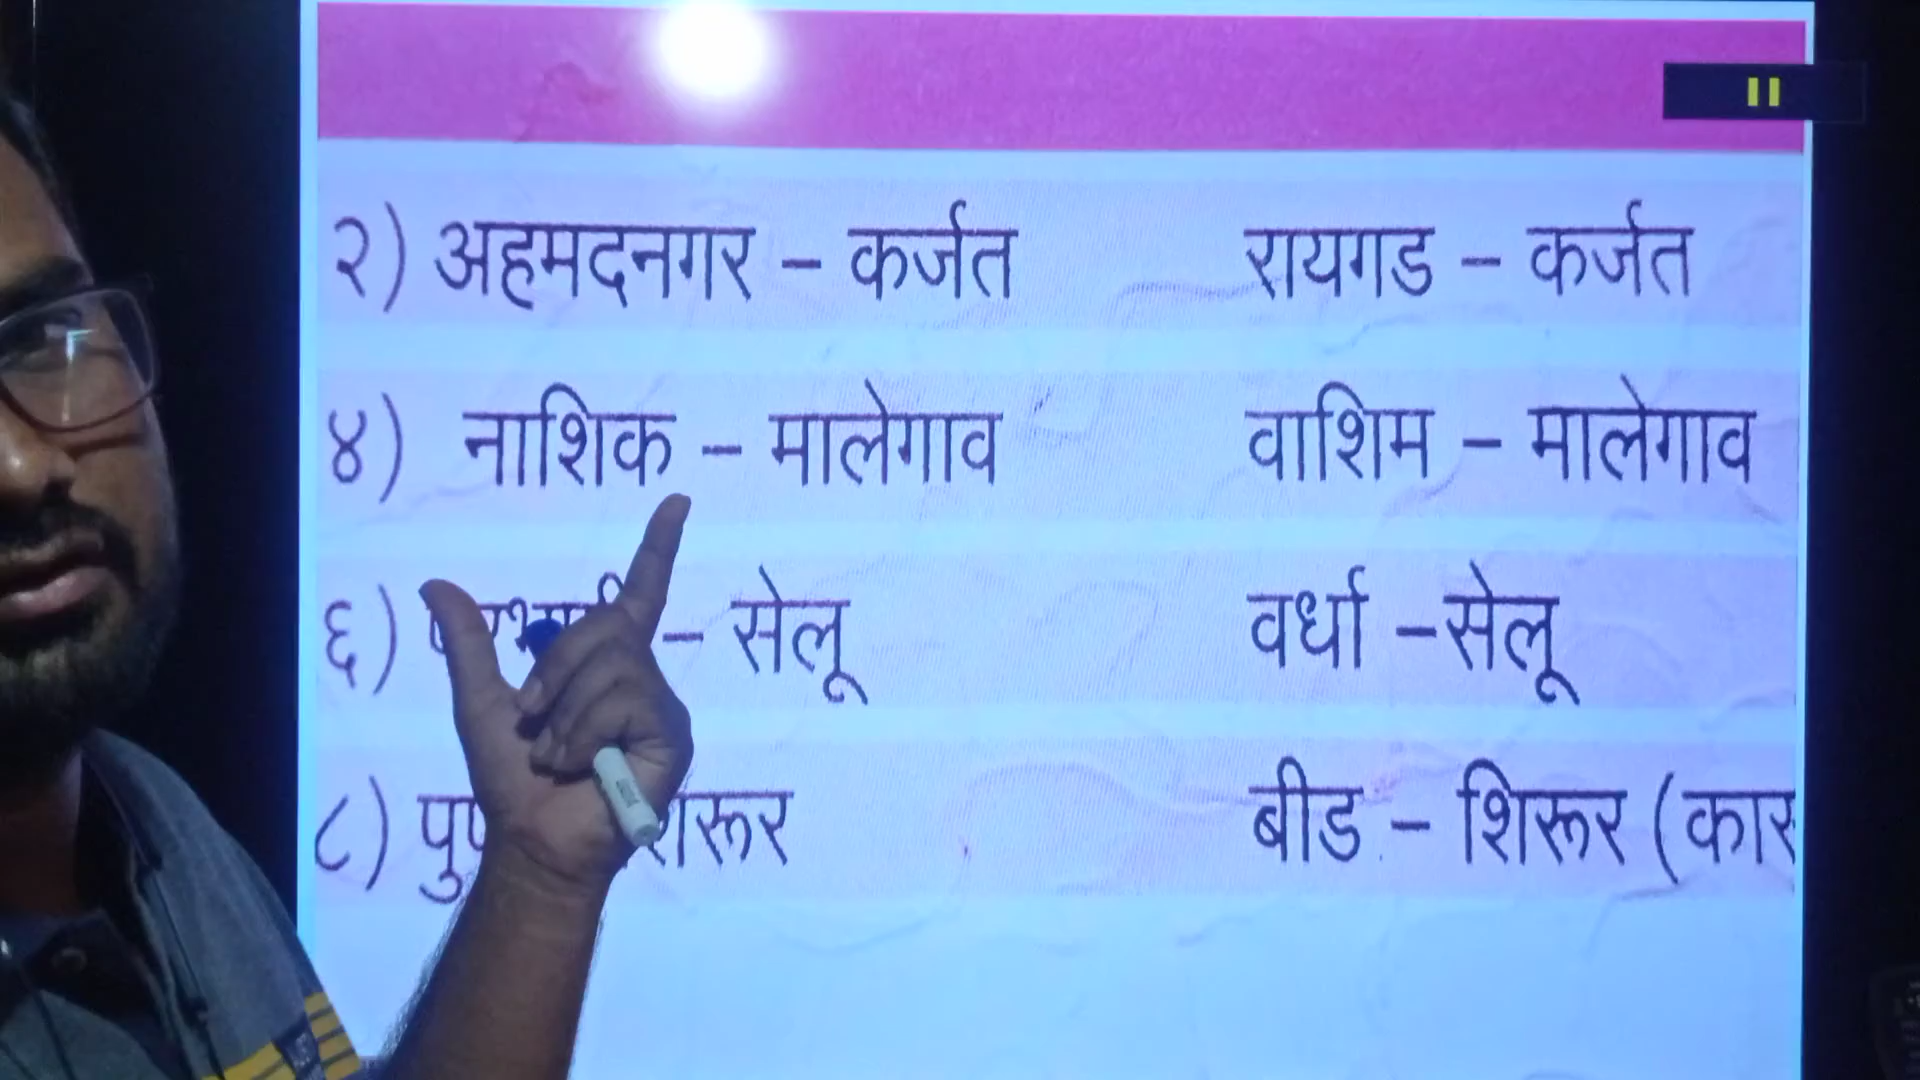 २) अहमदनगर – कर्जत रायगड – कर्जत
४) नाशिक – मालेगाव वाशिम – मालेगाव
६) – सेलू वर्धा – सेलू
८) बीड – शिरूर (